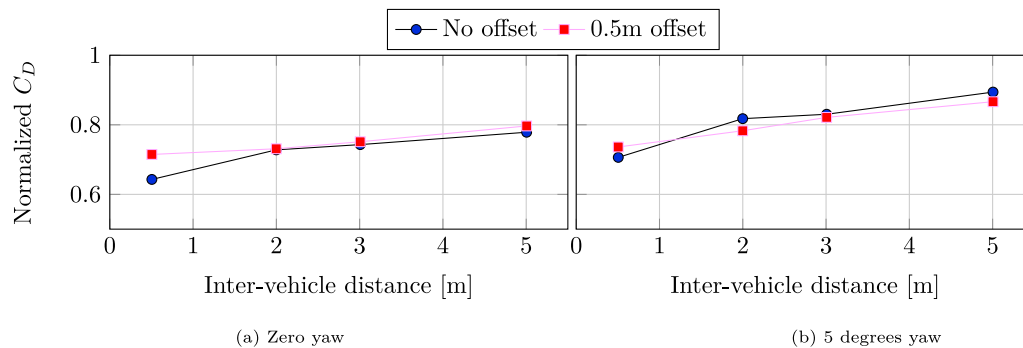 No offset 0.5m offset
Normalized C_D
1
0.8
0.6
0 1 2 3 4 5
Inter-vehicle distance [m]
(a) Zero yaw
0 1 2 3 4 5
Inter-vehicle distance [m]
(b) 5 degrees yaw